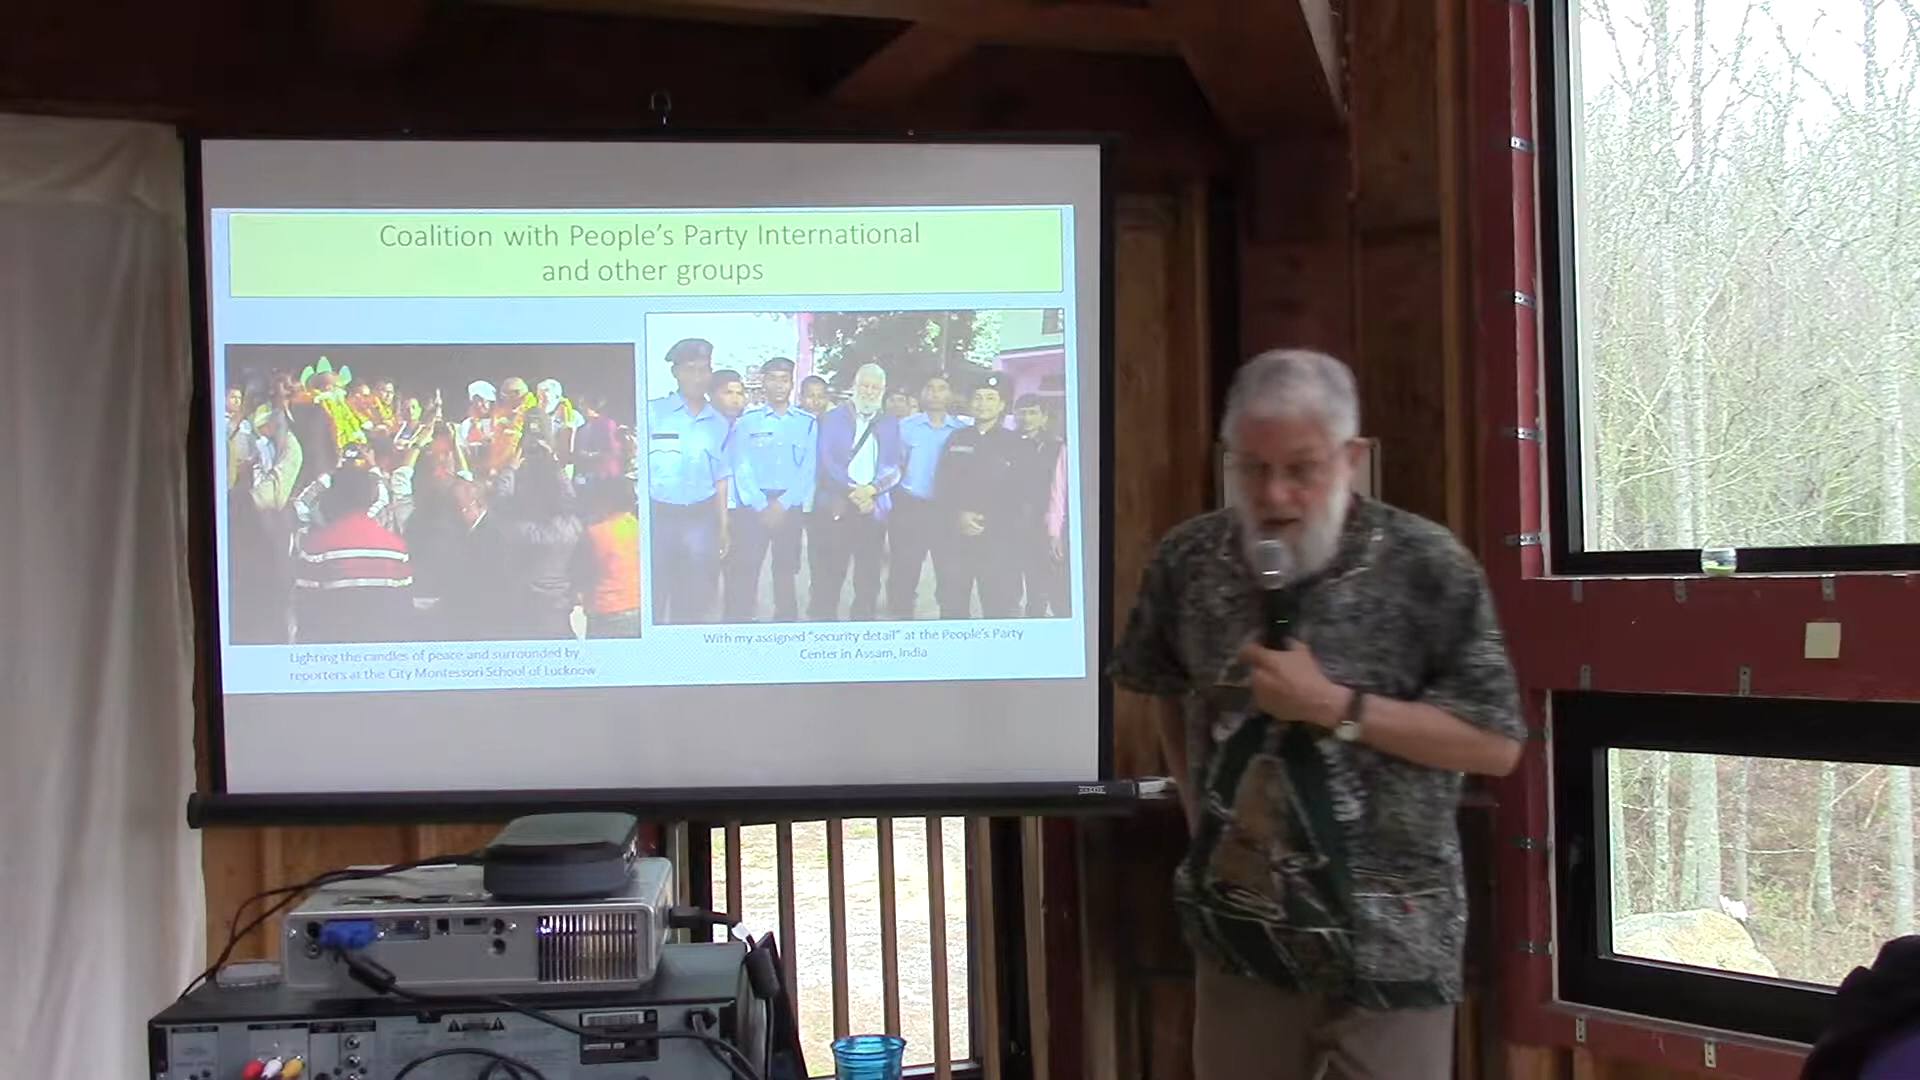 Coalition with People's Party International
and other groups
Lighting the candles of peace and surrounded by
reporters at the City Montessori School of Lucknow
With my assigned "security detail" at the People's Party
Center in Assam, India